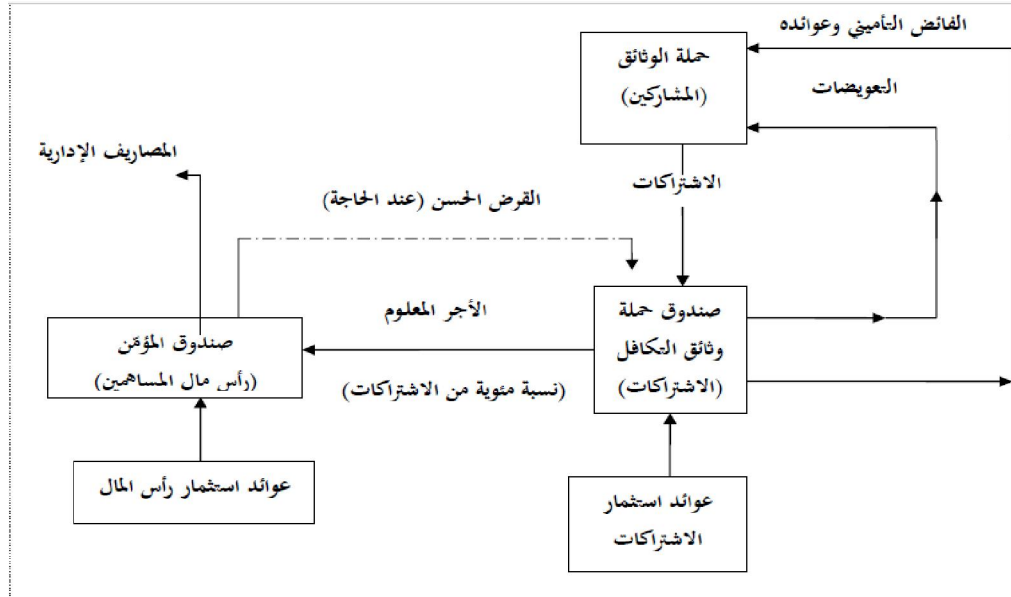 الفائض التأميني وعوائده
حملة الوثائق
(المشاركين)
التعويضات
المصاريف الإدارية
الاشتراكات
القرض الحسن (عند الحاجة)
صندوق حملة
وثائق التكافل
(الاشتراكات)
الأجر المعلوم
صندوق المؤمّن
(رأس مال المساهمين)
(نسبة مئوية من الاشتراكات)
عوائد استثمار رأس المال
عوائد استثمار
الاشتراكات